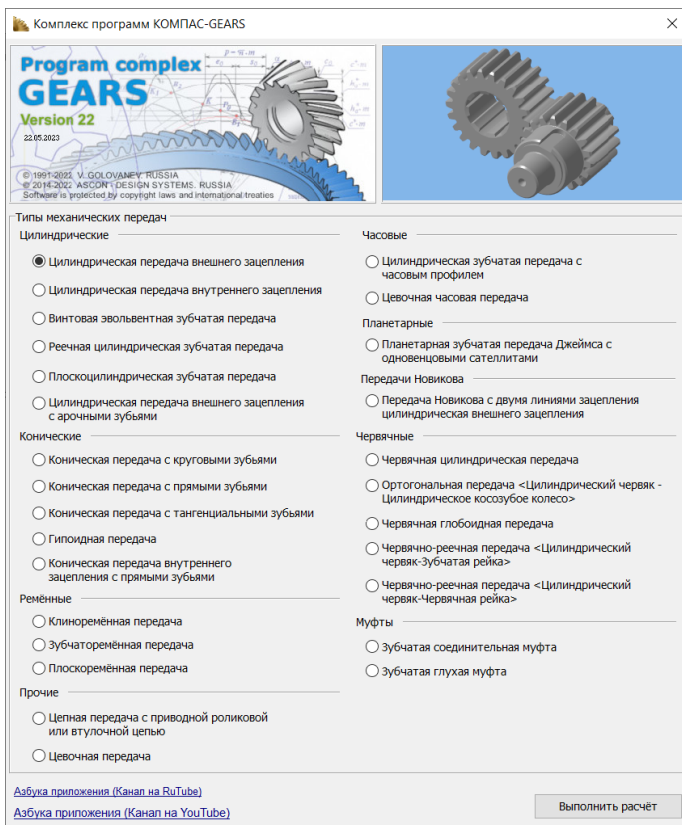 Комплекс программ КОМПАС-GEARS
Program complex
GEARS
Version 22
22.05.2023
© 1991-2022 V. GOLOVANEV. RUSSIA
© 2014-2022 ASCON - DESIGN SYSTEMS. RUSSIA
Software is protected by copyright laws and international treaties
Типы механических передач
Цилиндрические
Цилиндрическая передача внешнего зацепления
Цилиндрическая передача внутреннего зацепления
Винтовая эвольвентная зубчатая передача
Реечная цилиндрическая зубчатая передача
Плоскоцилиндрическая зубчатая передача
Цилиндрическая передача внешнего зацепления
с арочными зубьями
Конические
Коническая передача с круговыми зубьями
Коническая передача с прямыми зубьями
Коническая передача с тангенциальными зубьями
Гипоидная передача
Коническая передача внутреннего
зацепления с прямыми зубьями
Ремённые
Клиноремённая передача
Зубчаторемённая передача
Плоскоремённая передача
Прочие
Цепная передача с приводной роликовой
или втулочной цепью
Цевочная передача
Часовые
Цилиндрическая зубчатая передача с
часовым профилем
Цевочная часовая передача
Планетарные
Планетарная зубчатая передача Джеймса с
одновенцовыми сателлитами
Передачи Новикова
Передача Новикова с двумя линиями зацепления
цилиндрическая внешнего зацепления
Червячные
Червячная цилиндрическая передача
Ортогональная передача <Цилиндрический червяк -
Цилиндрическое косозубое колесо>
Червячная глобоидная передача
Червячно-реечная передача <Цилиндрический
червяк-Зубчатая рейка>
Червячно-реечная передача <Цилиндрический
червяк-Червячная рейка>
Муфты
Зубчатая соединительная муфта
Зубчатая глухая муфта
Азбука приложения (Канал на RuTube)
Азбука приложения (Канал на YouTube)
Выполнить расчёт